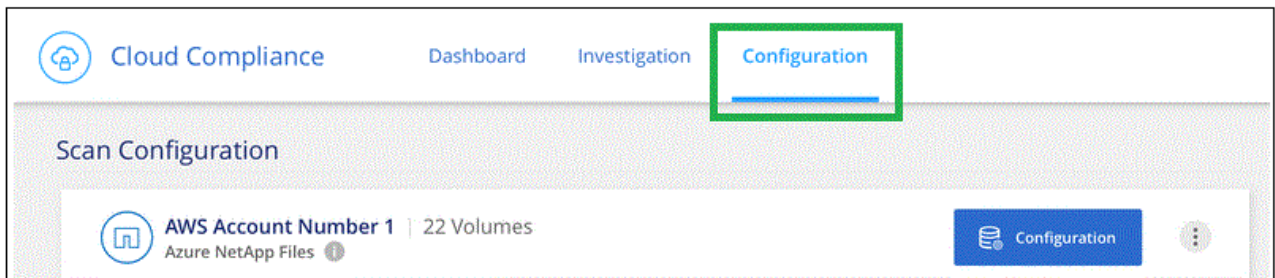 Cloud Compliance Dashboard Investigation Configuration
Scan Configuration
AWS Account Number 1 | 22 Volumes
Azure NetApp Files
Configuration